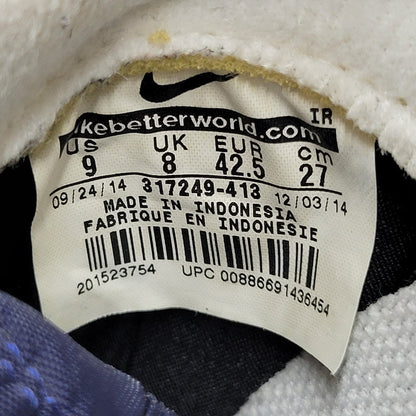 IR
kebetterworld.com
US UK EUR cm
9 8 42.5 27
09/24/14 317249-413 12/03/14
MADE IN INDONESIA
FABRIQUE EN INDONESIE
201523754 UPC 00886691436454